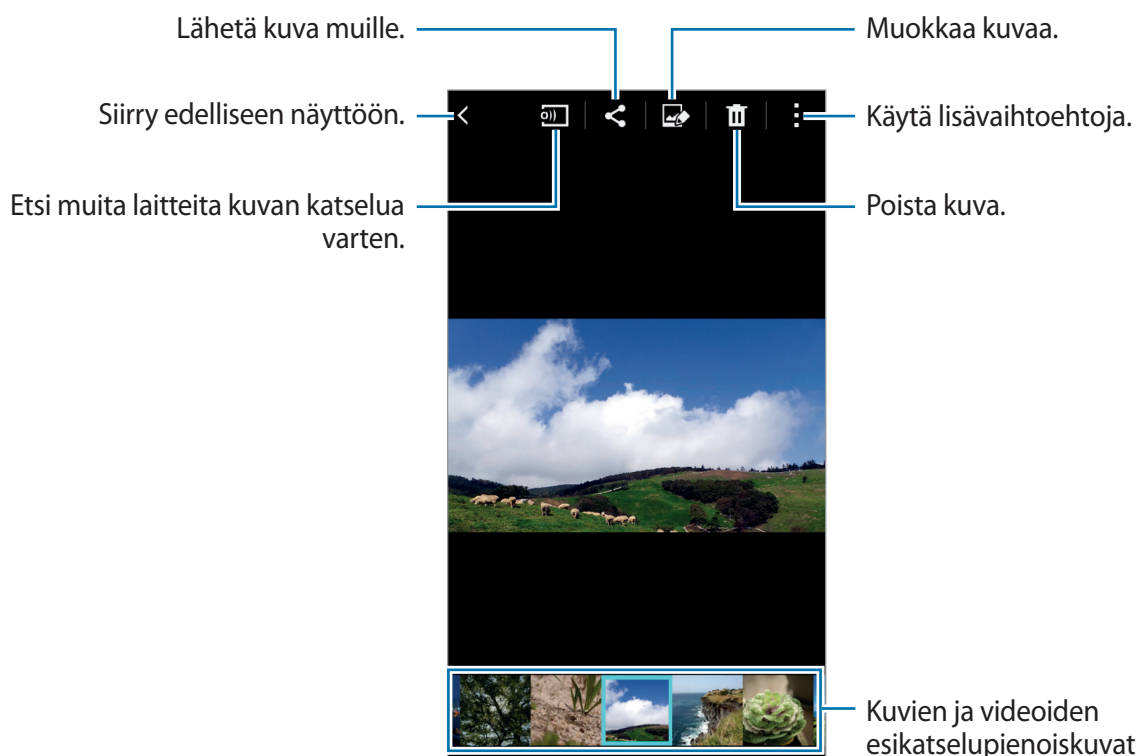 Lähetä kuva muille.
Muokkaa kuvaa.
Siirry edelliseen näyttöön.
Käytä lisävaihtoehtoja.
Etsi muita laitteita kuvan katselua
varten.
Poista kuva.
Kuvien ja videoiden
esikatselupienoiskuvat